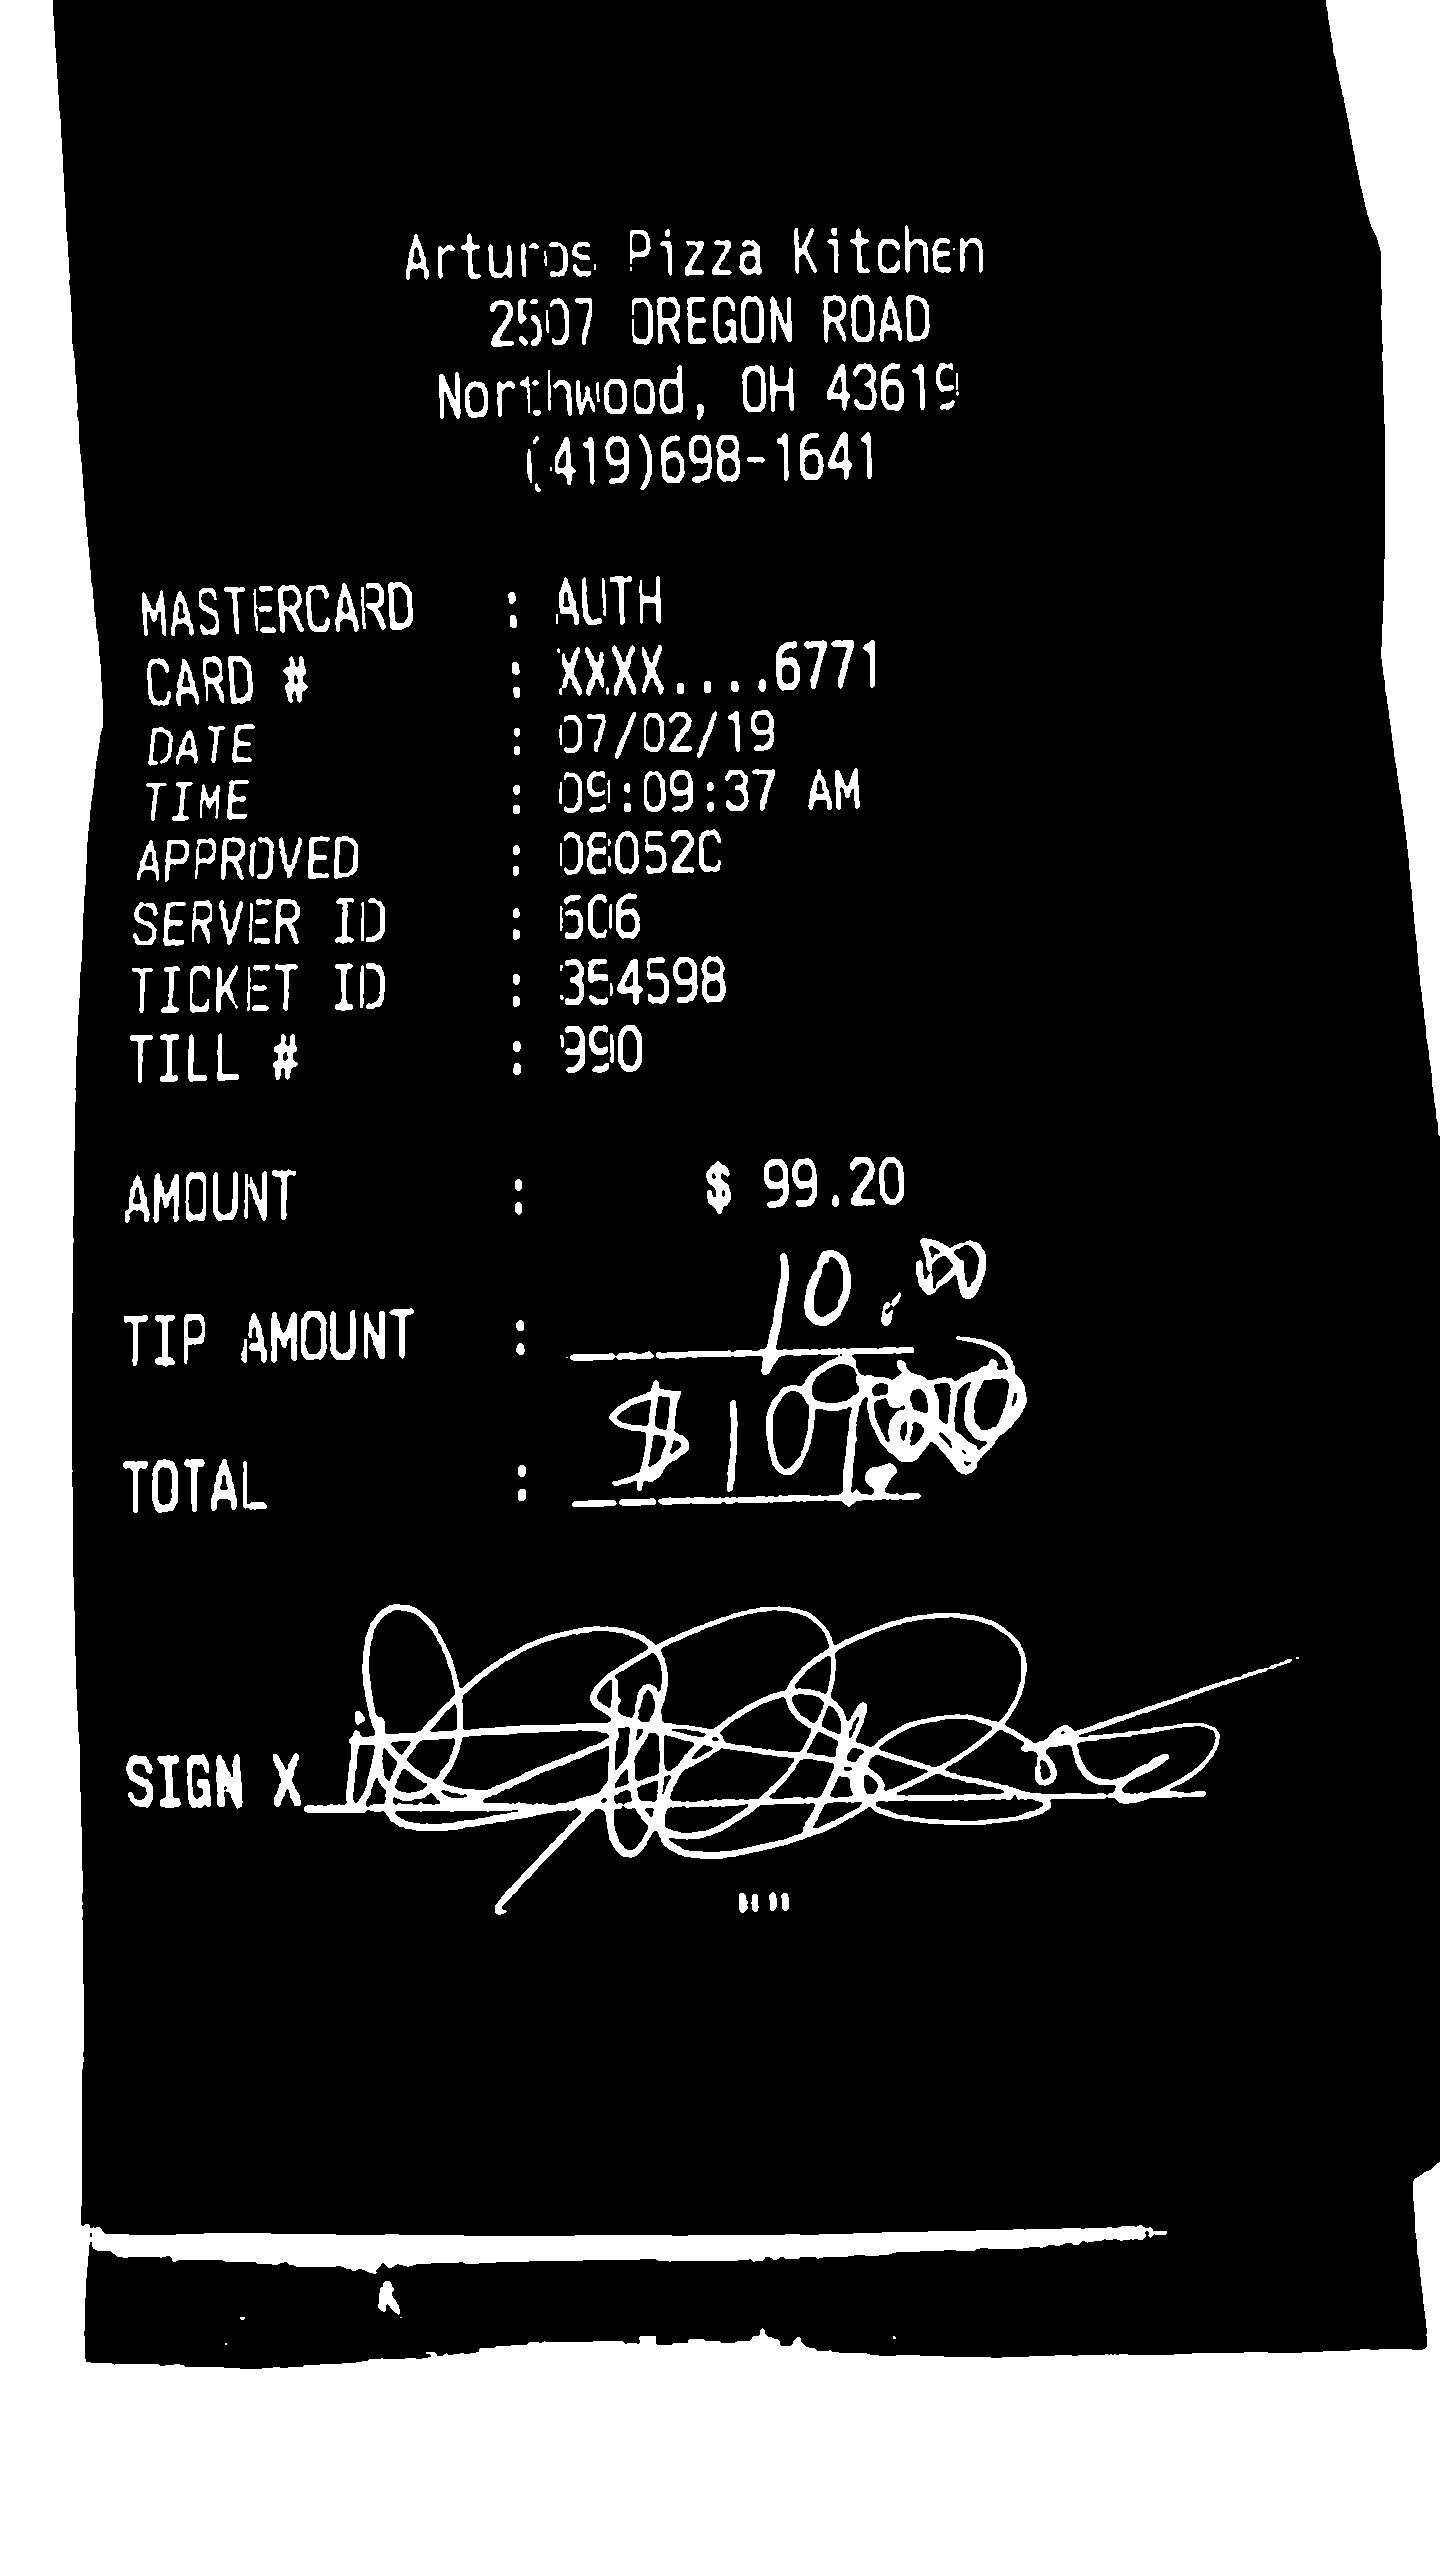 Arturos Pizza Kitchen
2507 OREGON ROAD
Northwood, OH 43619
(419)698-1641
MASTERCARD : AUTH
CARD # : XXXX....6771
DATE : 07/02/19
TIME : 09:09:37 AM
APPROVED : 08052C
SERVER ID : 606
TICKET ID : 354598
TILL # : 990
AMOUNT : $ 99.20
TIP AMOUNT : 10.00
TOTAL : $109.20
SIGN X